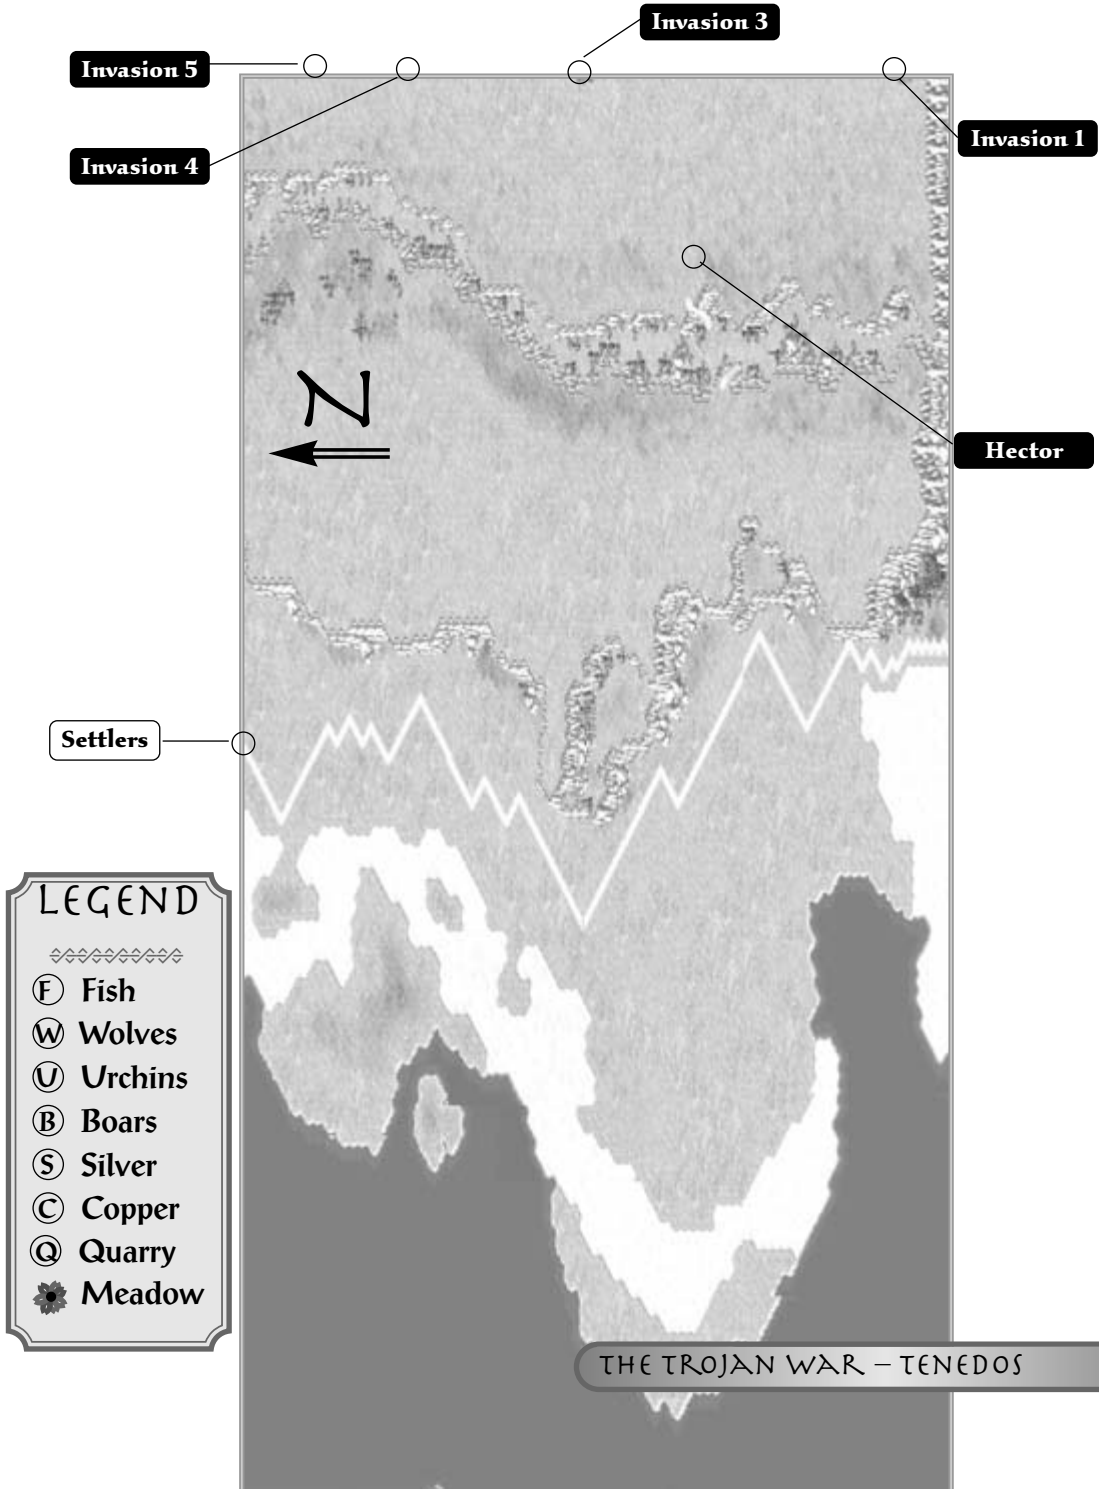 Invasion 3
Invasion 5
Invasion 1
Invasion 4
N
Hector
Settlers
LEGEND
F Fish
W Wolves
U Urchins
B Boars
S Silver
C Copper
Q Quarry
Meadow
THE TROJAN WAR – TENEDOS